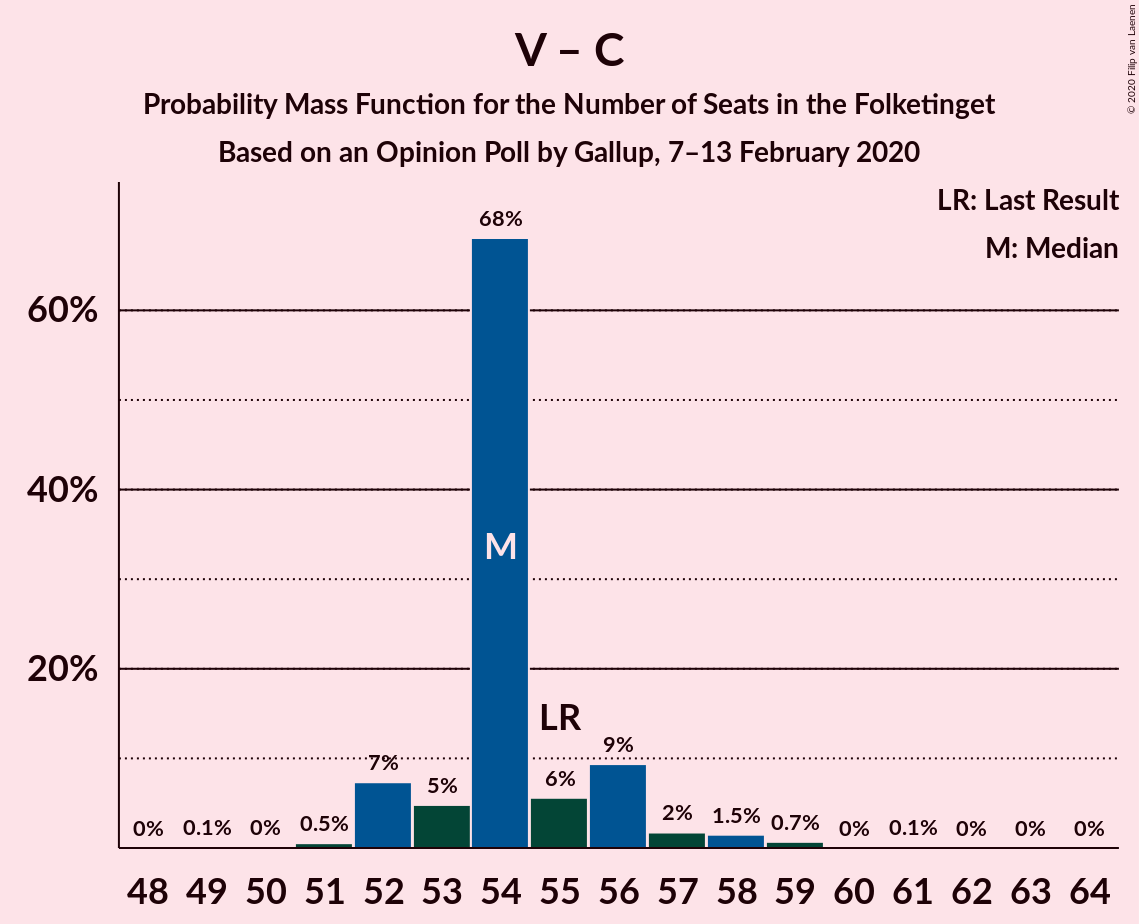 V – C
Probability Mass Function for the Number of Seats in the Folketinget
Based on an Opinion Poll by Gallup, 7–13 February 2020
© 2020 Filip van Laenen
LR: Last Result
M: Median
60%
40%
20%
0%
0.1%
0%
0.5%
7%
5%
68%
M
LR
6%
9%
2%
1.5%
0.7%
0%
0.1%
0%
0%
0%
48 49 50 51 52 53 54 55 56 57 58 59 60 61 62 63 64